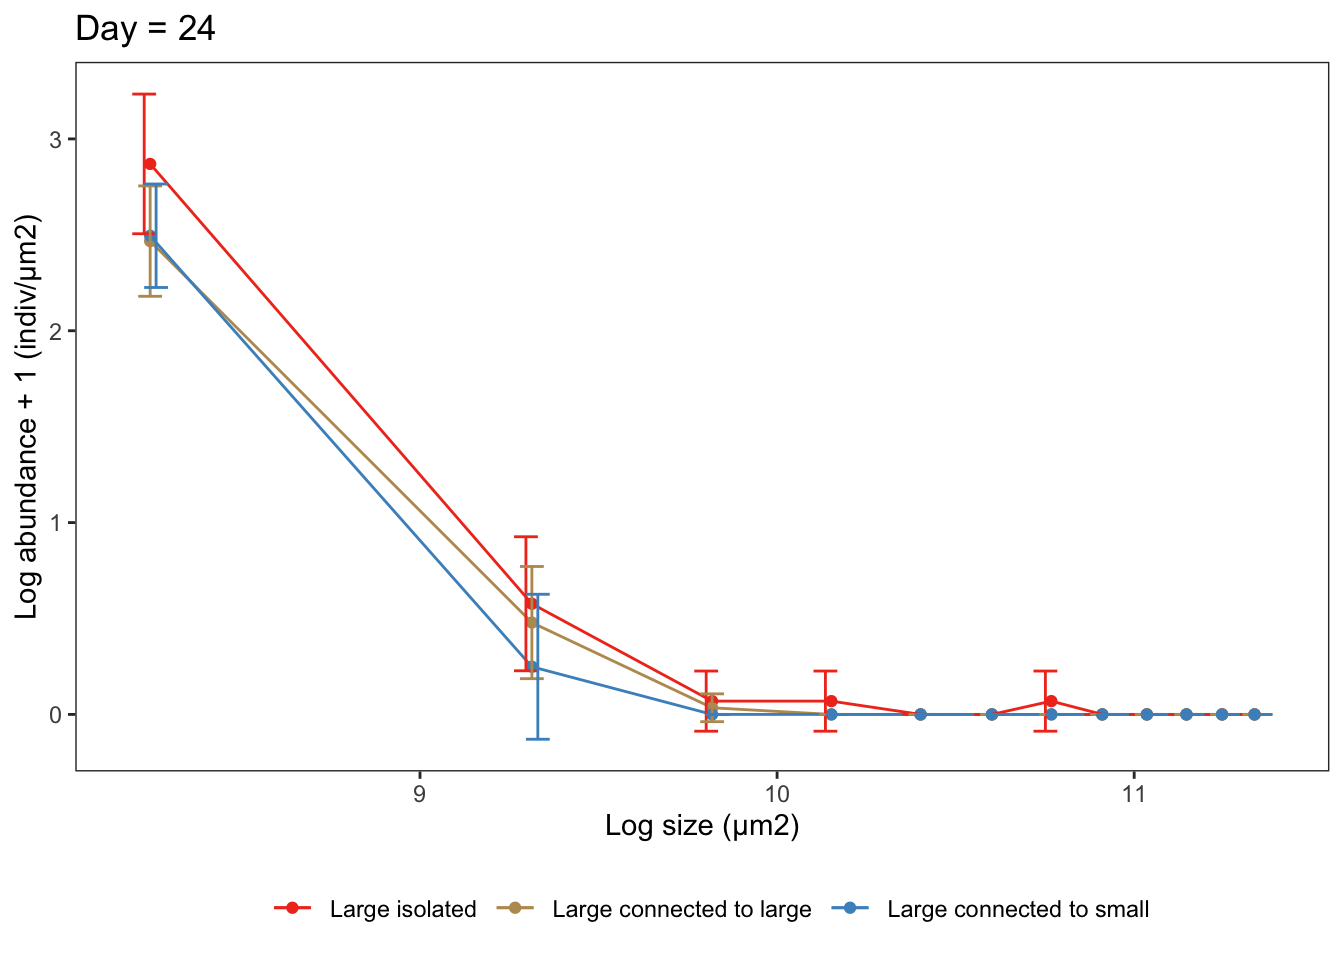 Day = 24
Log abundance + 1 (indiv/µm2)
3
2
1
0
9 10 11
Log size (µm2)
Large isolated Large connected to large Large connected to small